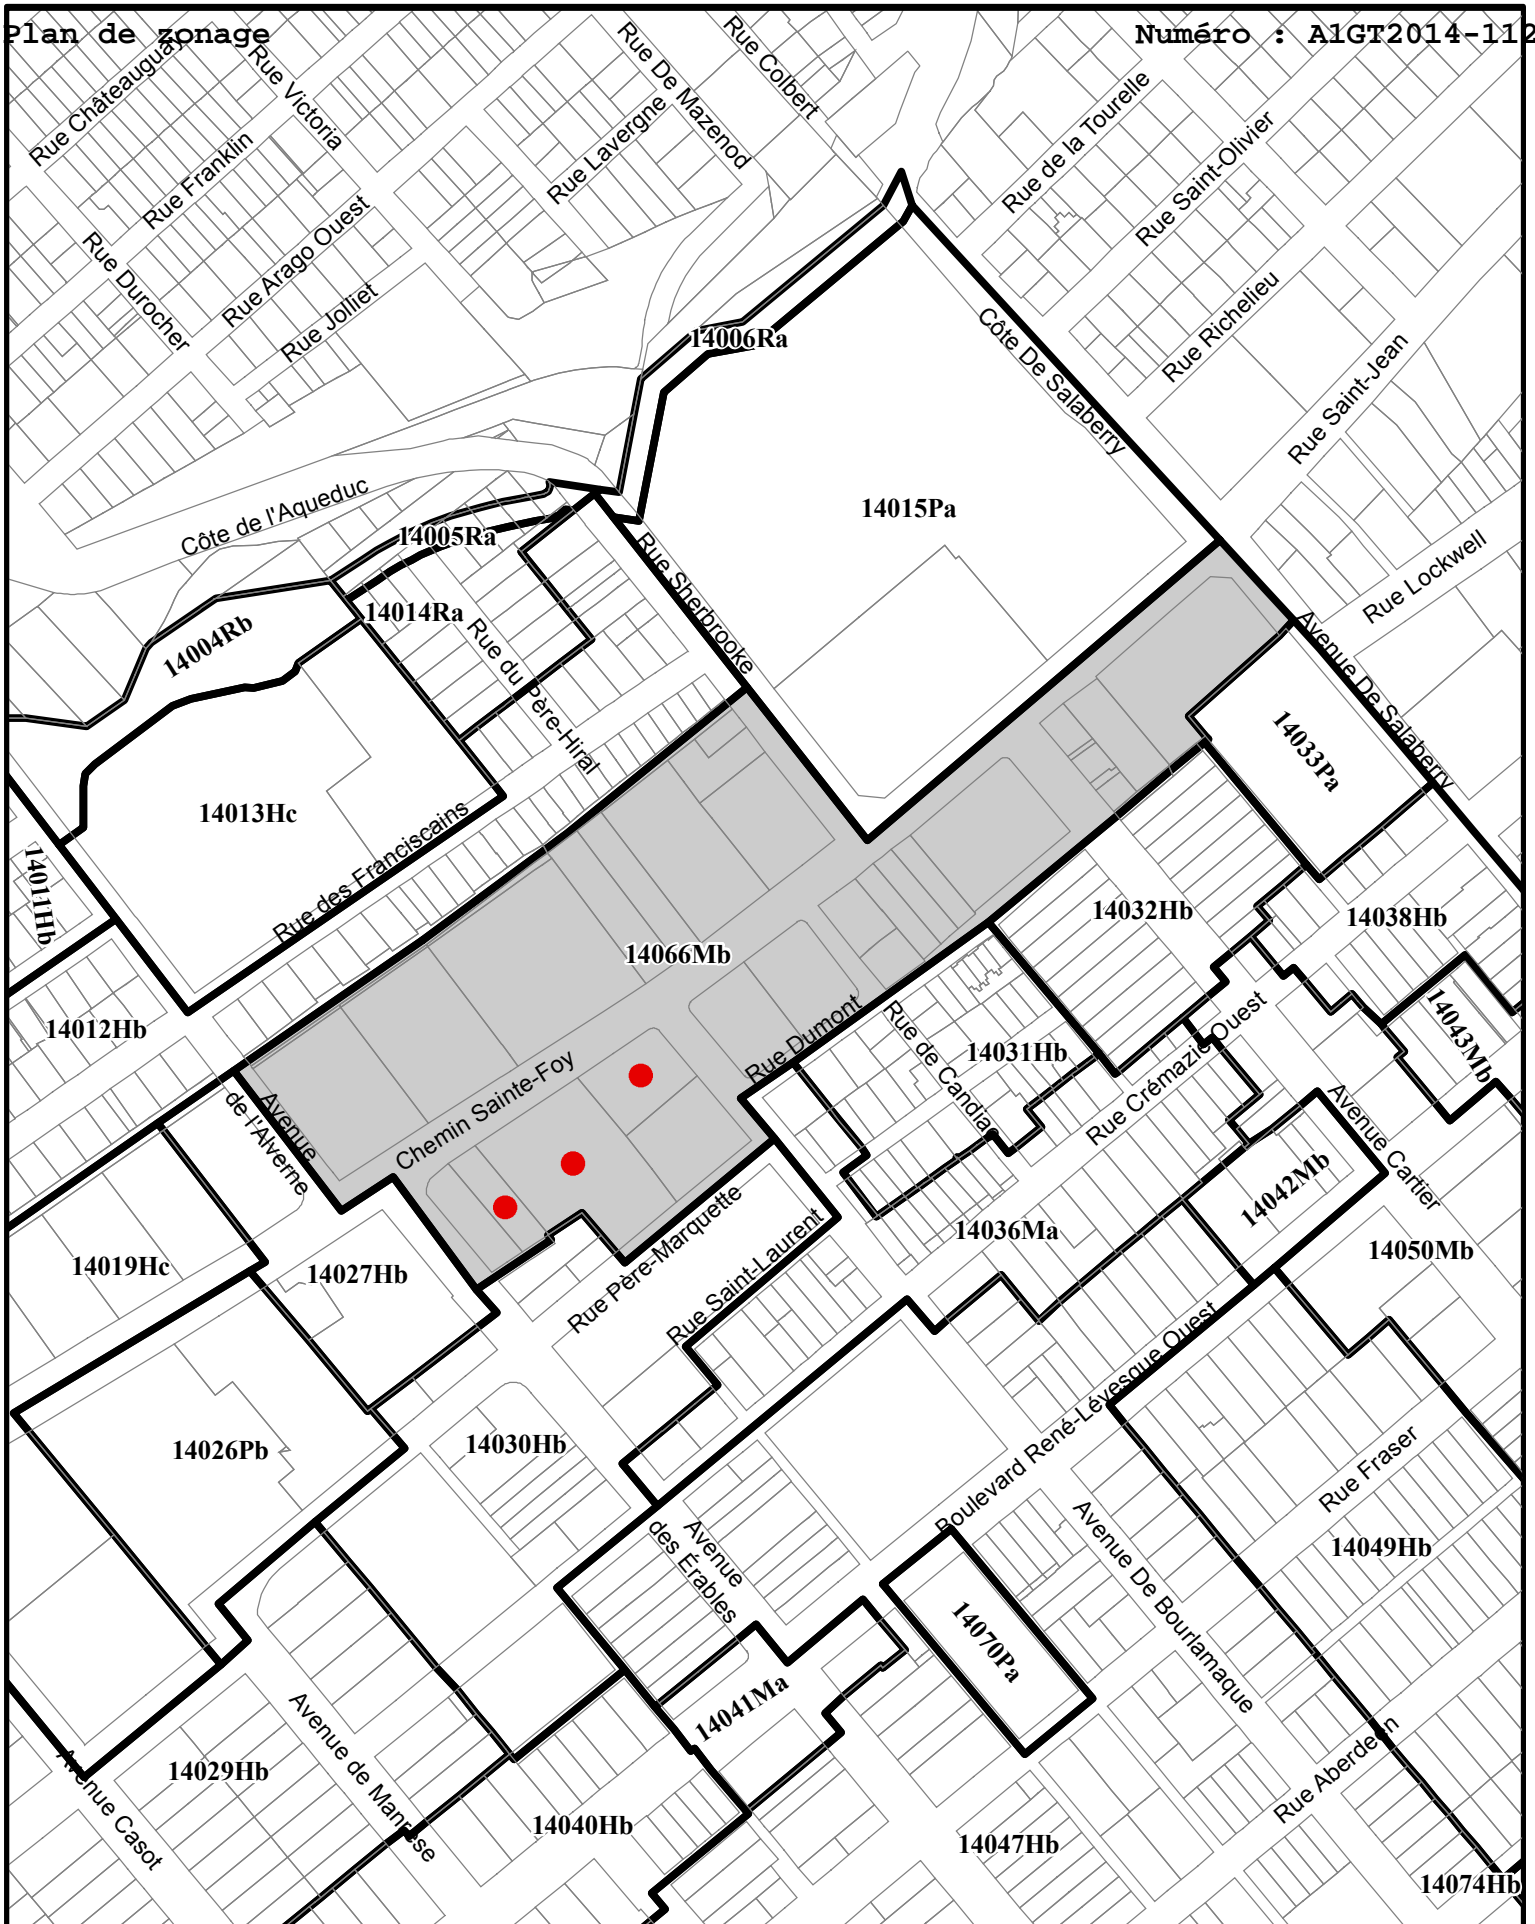 Plan de zonage
Numéro : A1GT2014-112
Rue Châteauguay
Rue Victoria
Rue De Mazenod
Rue Colbert
Rue Franklin
Rue Lavergne
Rue de la Tourelle
Rue Saint-Olivier
Rue Durocher
Rue Arago Ouest
Rue Jolliet
14006Ra
Côte De Salaberry
Rue Richelieu
Rue Saint-Jean
Côte de l'Aqueduc
14005Ra
14015Pa
Rue Sherbrooke
Rue Lockwell
14004Rb
14014Ra
Rue du Père-Hiral
Avenue De Salaberry
14033Pa
14013Hc
Rue des Franciscains
14011Hb
14032Hb
14038Hb
14066Mb
14012Hb
Rue Dumont
Rue de Candiac
14031Hb
Rue Crémazie Ouest
14043Mb
Chemin Sainte-Foy
Avenue
de l'Alverne
Avenue Cartier
14042Mb
Rue Père-Marquette
Rue Saint-Laurent
14036Ma
14050Mb
14019Hc
14027Hb
14026Pb
14030Hb
Boulevard René-Lévesque Ouest
Rue Fraser
Avenue
des Érables
Avenue De Bourlamaque
14049Hb
14070Pa
14041Ma
Avenue de Manrèse
14029Hb
Avenue Casot
14040Hb
14047Hb
Rue Aberdeen
14074Hb